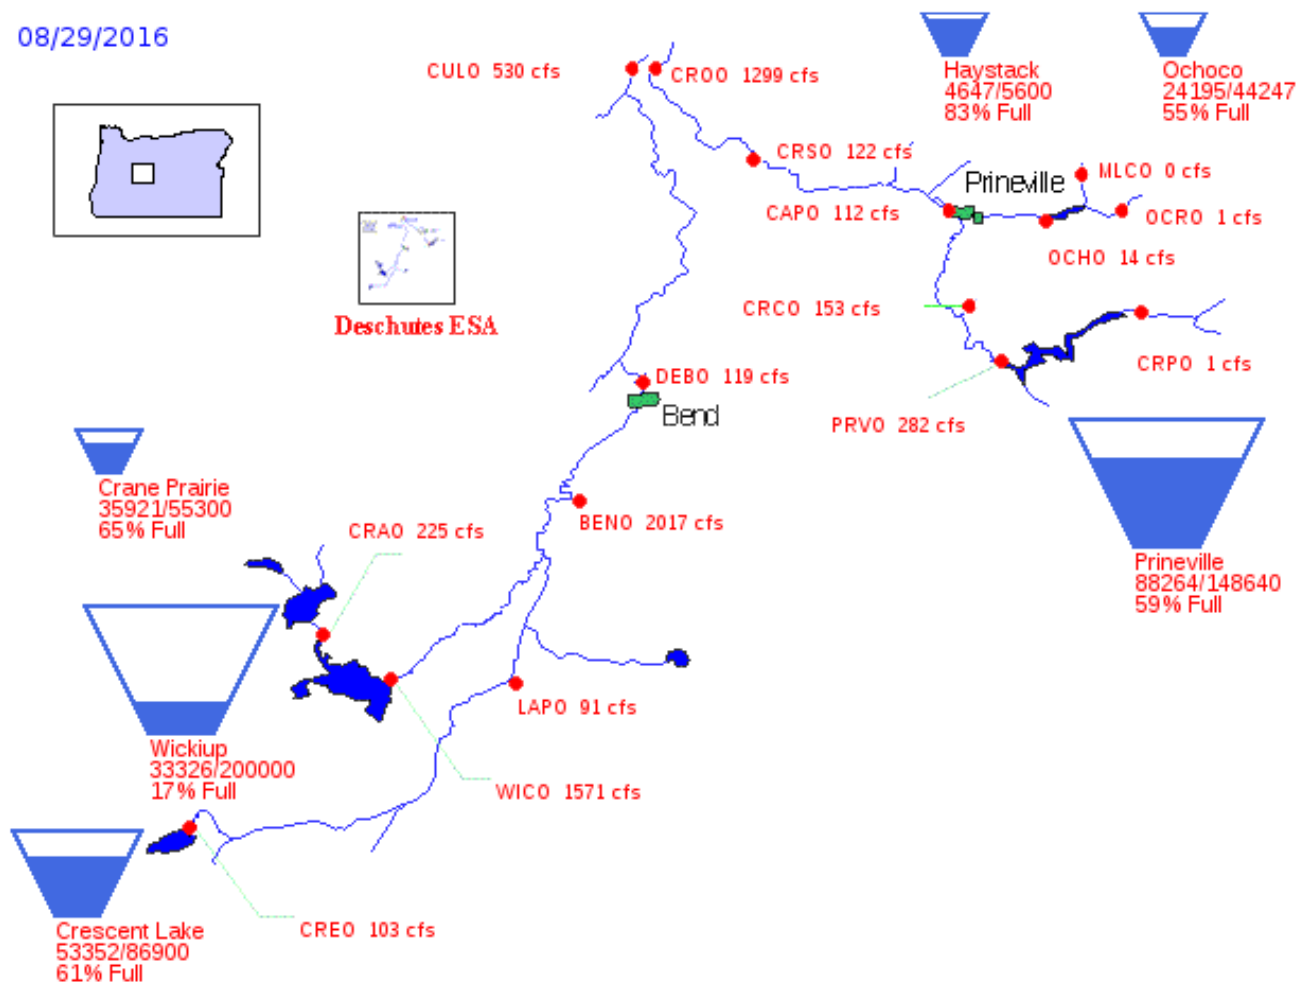 08/29/2016
CULO 530 cfs
CROO 1299 cfs
Haystack
4647/5600
83% Full
Ochoco
24195/44247
55% Full
CRSO 122 cfs
MLCO 0 cfs
Prineville
CAPO 112 cfs
OCRO 1 cfs
OCHO 14 cfs
CRCO 153 cfs
Deschutes ESA
CRPO 1 cfs
DEBO 119 cfs
Bend
PRVO 282 cfs
Crane Prairie
35921/55300
65% Full
CRAO 225 cfs
BENO 2017 cfs
Prineville
88264/148640
59% Full
LAPO 91 cfs
Wickiup
33326/200000
17% Full
WICO 1571 cfs
Crescent Lake
53352/86900
61% Full
CREO 103 cfs